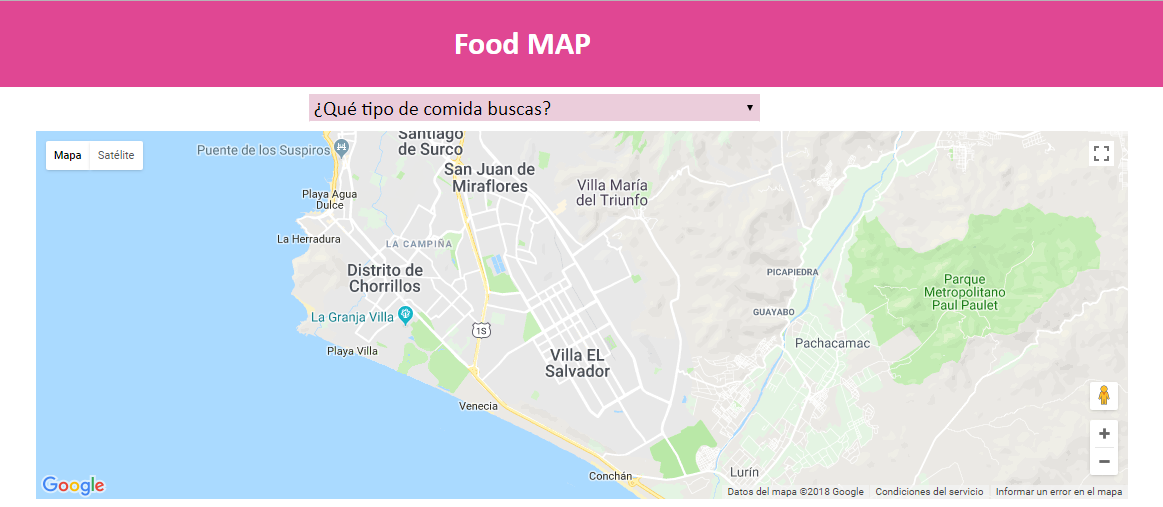 Food MAP
¿Qué tipo de comida buscas?
Mapa
Satélite
Puente de los Suspiros
Santiago
de Surco
San Juan de
Miraflores
Villa María
del Triunfo
Playa Agua
Dulce
La Herradura
LA CAMPIÑA
Distrito de
Chorrillos
PICAPIEDRA
Parque
Metropolitano
Paul Paulet
La Granja Villa
GUAYABO
1S
Pachacamac
Playa Villa
Villa EL
Salvador
Venecia
Conchán
Lurín
Google
Datos del mapa ©2018 Google
Condiciones del servicio
Informar un error en el mapa